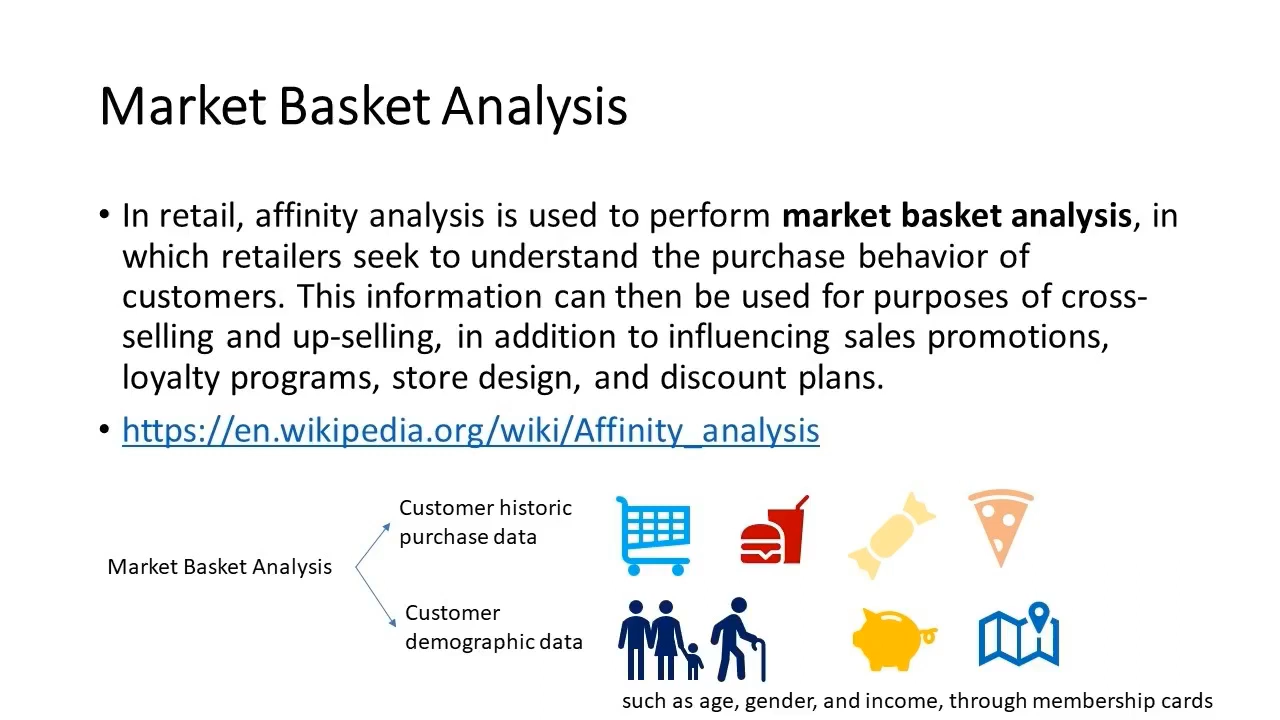 Market Basket Analysis
• In retail, affinity analysis is used to perform market basket analysis, in
which retailers seek to understand the purchase behavior of
customers. This information can then be used for purposes of cross-
selling and up-selling, in addition to influencing sales promotions,
loyalty programs, store design, and discount plans.
• https://en.wikipedia.org/wiki/Affinity_analysis
Customer historic
purchase data
Market Basket Analysis
Customer
demographic data
such as age, gender, and income, through membership cards